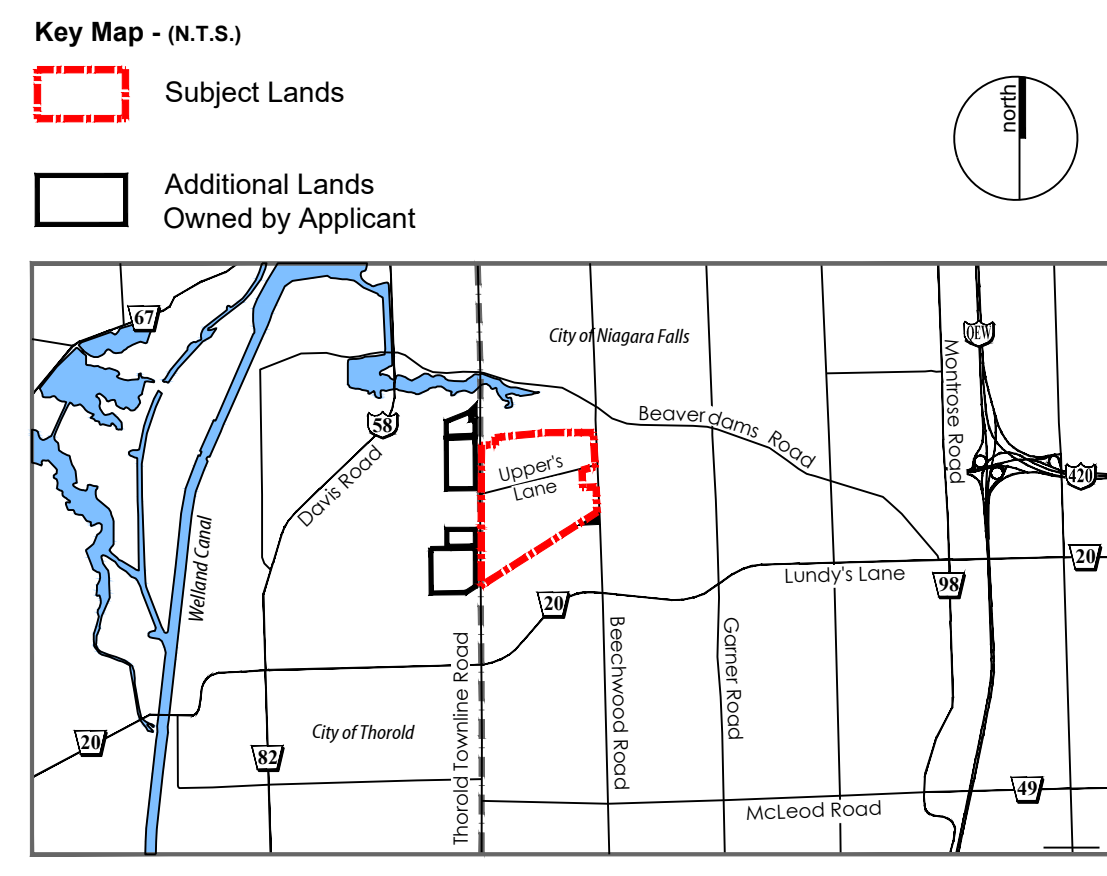 Key Map - (N.T.S.)
Subject Lands
north
Additional Lands
Owned by Applicant
67
City of Niagara Falls
QEW
Montrose Road
58
Beaverdams Road
Davis Road
Upper's
Lane
420
Welland Canal
20
Lundy's Lane
98
20
Thorold Townline Road
Beechwood Road
Garner Road
City of Thorold
20
82
49
McLeod Road